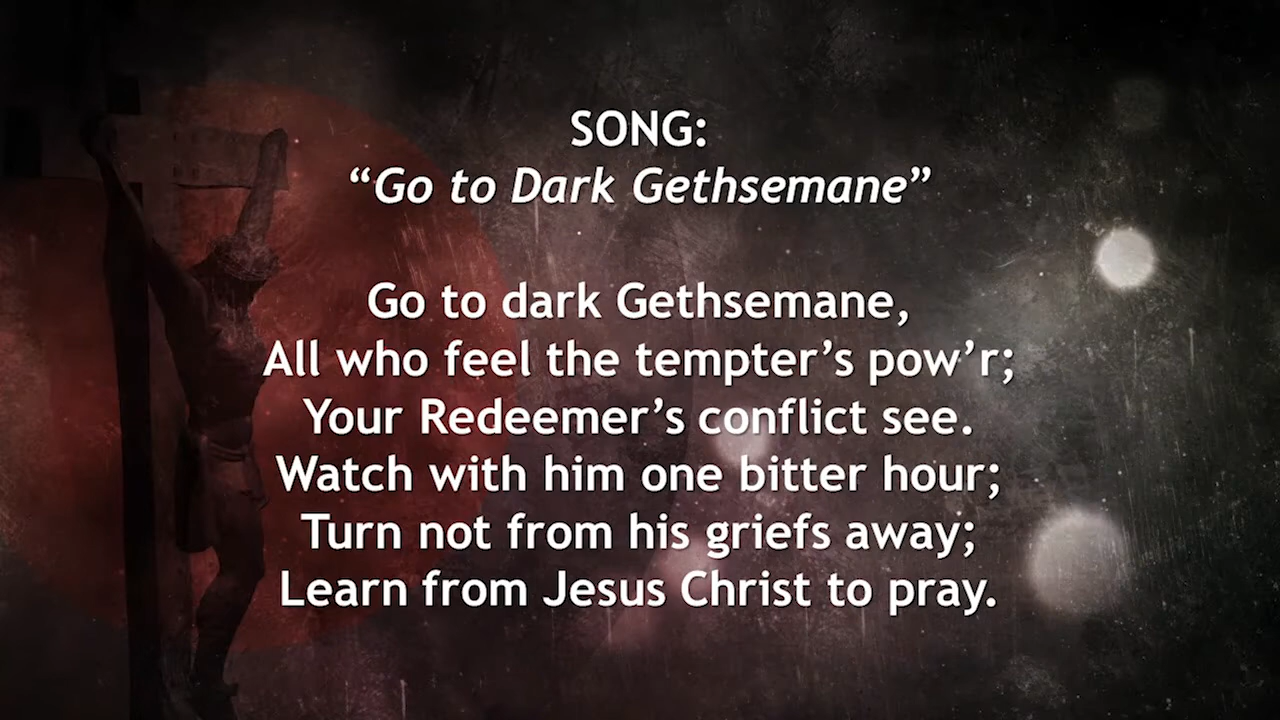 SONG:
“Go to Dark Gethsemane”
Go to dark Gethsemane,
All who feel the tempter’s pow’r;
Your Redeemer’s conflict see.
Watch with him one bitter hour;
Turn not from his griefs away;
Learn from Jesus Christ to pray.